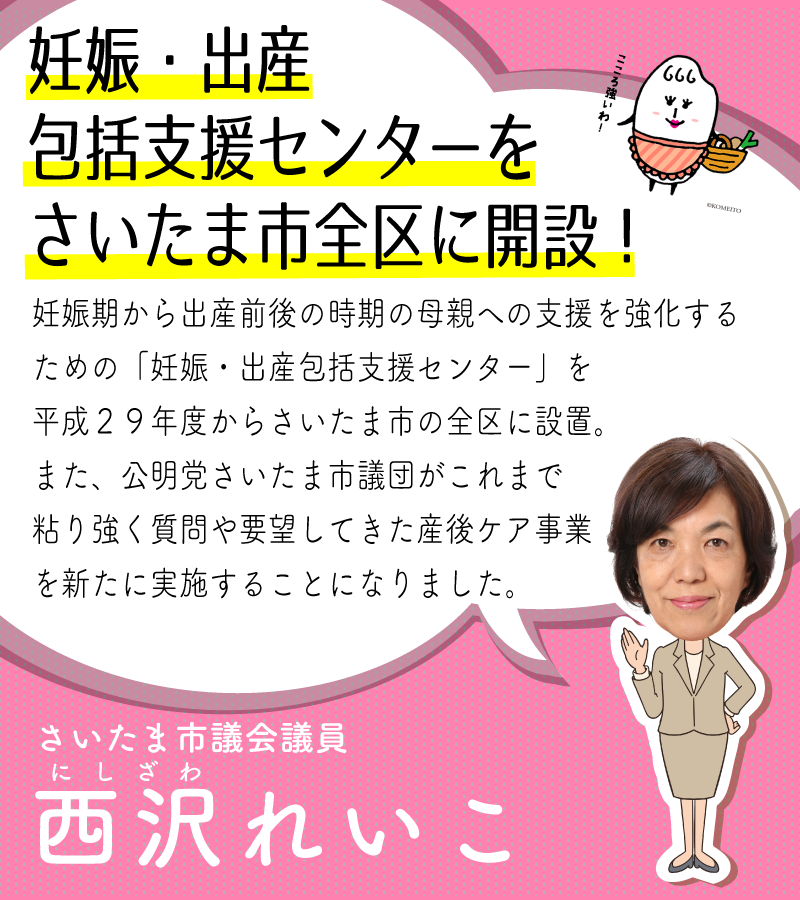 妊娠・出産
包括支援センターを
さいたま市全区に開設！
こころ強いわ！
©KOMEITO
妊娠期から出産前後の時期の母親への支援を強化する
ための「妊娠・出産包括支援センター」を
平成２９年度からさいたま市の全区に設置。
また、公明党さいたま市議団がこれまで
粘り強く質問や要望してきた産後ケア事業
を新たに実施することになりました。
さいたま市議会議員
にしざわ
西沢れいこ